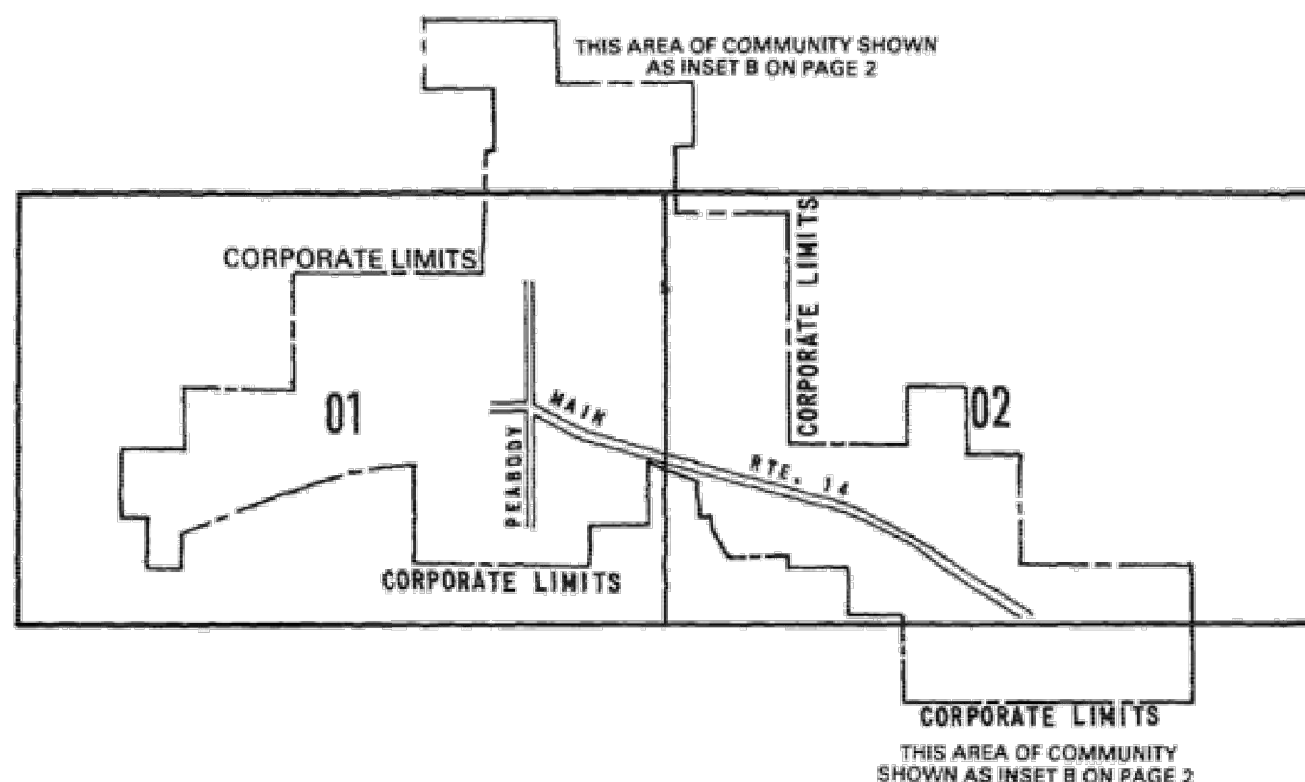 THIS AREA OF COMMUNITY SHOWN
AS INSET B ON PAGE 2
CORPORATE LIMITS
CORPORATE LIMITS
01
MAIN
02
PEABODY
RTE. 14
CORPORATE LIMITS
CORPORATE LIMITS
THIS AREA OF COMMUNITY
SHOWN AS INSET B ON PAGE 2